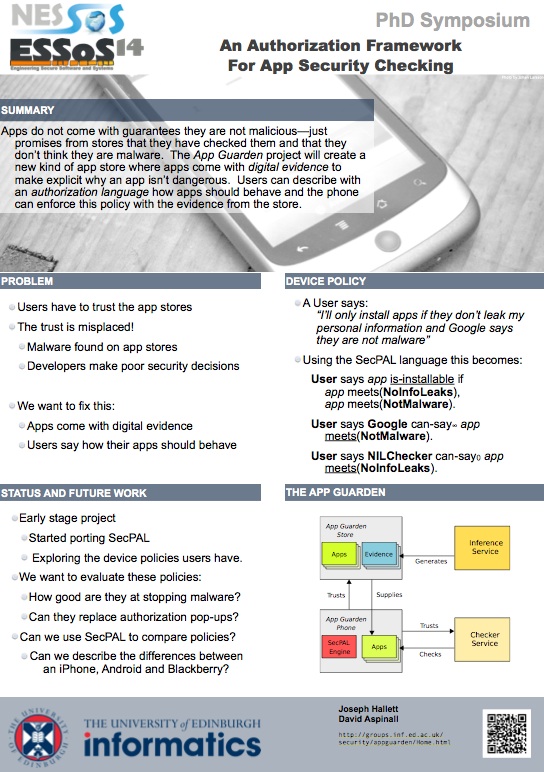 NESSOS
ESSoS14
Engineering Secure Software and Systems
PhD Symposium
An Authorization Framework
For App Security Checking
SUMMARY
Apps do not come with guarantees they are not malicious—just
promises from stores that they have checked them and that they
don't think they are malware. The App Guarden project will create a
new kind of app store where apps come with digital evidence to
make explicit why an app isn't dangerous. Users can describe with
an authorization language how apps should behave and the phone
can enforce this policy with the evidence from the store.
PROBLEM
Users have to trust the app stores
The trust is misplaced!
Malware found on app stores
Developers make poor security decisions
We want to fix this:
Apps come with digital evidence
Users say how their apps should behave
DEVICE POLICY
A User says:
"I'll only install apps if they don't leak my
personal information and Google says
they are not malware"
Using the SecPAL language this becomes:
User says app is-installable if
app meets(NoInfoLeaks),
app meets(NotMalware).
User says Google can-say∞ app
meets(NotMalware).
User says NILChecker can-say0 app
meets(NoInfoLeaks).
STATUS AND FUTURE WORK
Early stage project
Started porting SecPAL
Exploring the device policies users have.
We want to evaluate these policies:
How good are they at stopping malware?
Can they replace authorization pop-ups?
Can we use SecPAL to compare policies?
Can we describe the differences between
an iPhone, Android and Blackberry?
THE APP GUARDEN
App Guarden
Store
Apps
Evidence
Inference
Service
Generates
Trusts
Supplies
App Guarden
Phone
SecPAL
Engine
Apps
Trusts
Checks
Checker
Service
THE UNIVERSITY of EDINBURGH
informatics
Joseph Hallett
David Aspinall
http://groups.inf.ed.ac.uk/
security/appguarden/Home.html